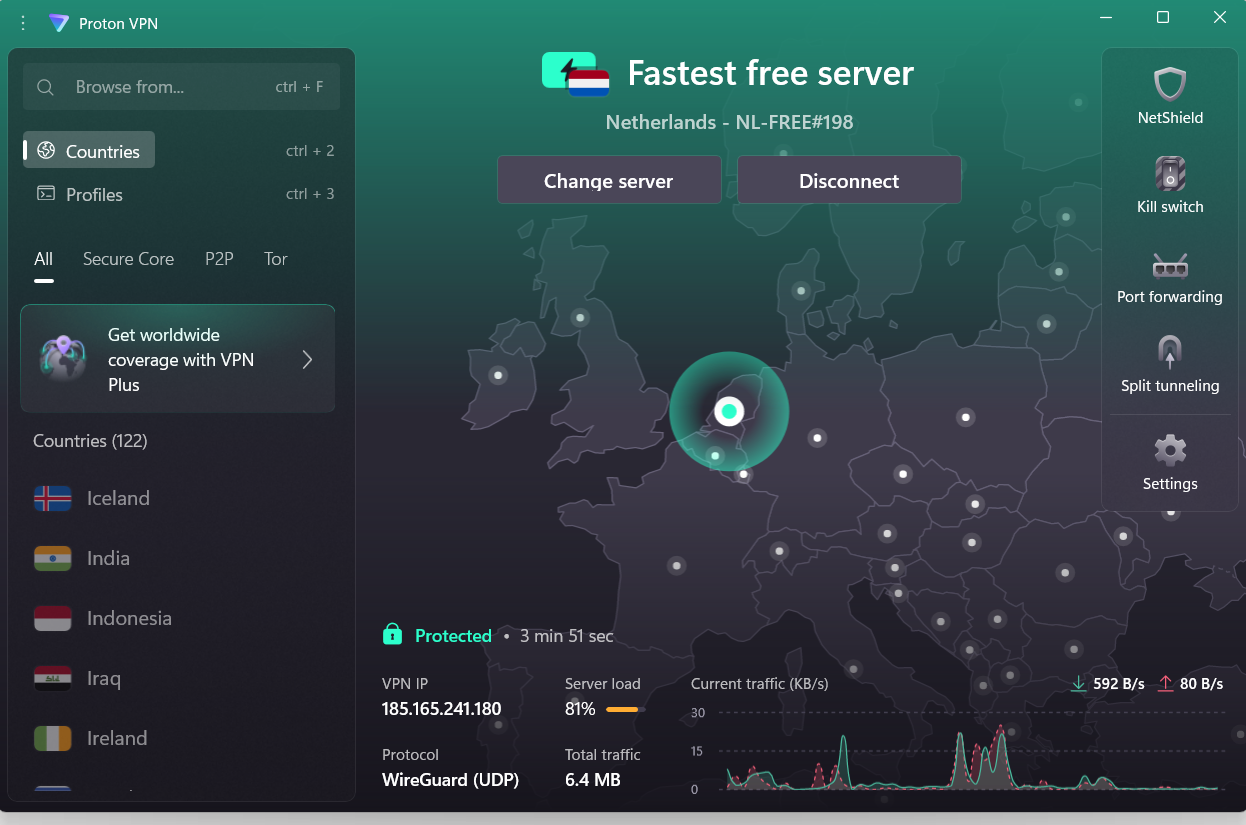 Proton VPN
Browse from...
ctrl + F
Countries
ctrl + 2
Profiles
ctrl + 3
All
Secure Core
P2P
Tor
Get worldwide
coverage with VPN
Plus
Countries (122)
Iceland
India
Indonesia
Iraq
Ireland
Fastest free server
Netherlands - NL-FREE#198
Change server
Disconnect
NetShield
Kill switch
Port forwarding
Split tunneling
Settings
Protected • 3 min 51 sec
VPN IP
185.165.241.180
Server load
81%
Protocol
WireGuard (UDP)
Total traffic
6.4 MB
Current traffic (KB/s)
592 B/s
80 B/s
30
15
0